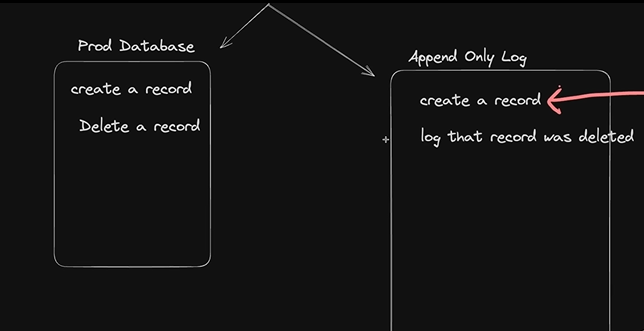 Prod Database
create a record
Delete a record
Append Only Log
create a record
log that record was deleted